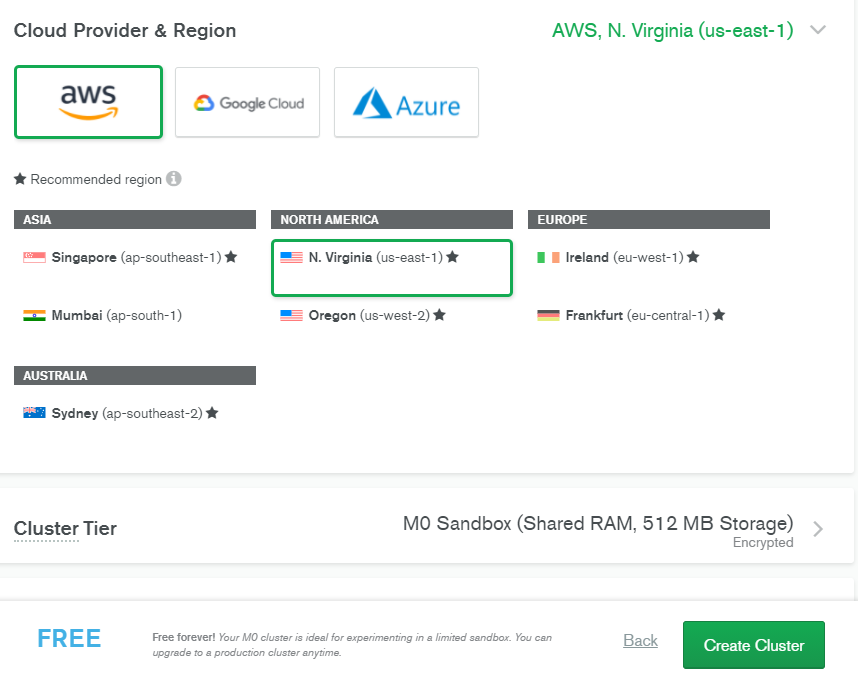 Cloud Provider & Region
AWS, N. Virginia (us-east-1)
aws
Google Cloud
Azure
★ Recommended region i
ASIA
Singapore (ap-southeast-1) ★
Mumbai (ap-south-1)
NORTH AMERICA
N. Virginia (us-east-1) ★
Oregon (us-west-2) ★
EUROPE
Ireland (eu-west-1) ★
Frankfurt (eu-central-1) ★
AUSTRALIA
Sydney (ap-southeast-2) ★
Cluster Tier
M0 Sandbox (Shared RAM, 512 MB Storage)
Encrypted
FREE
Free forever! Your M0 cluster is ideal for experimenting in a limited sandbox. You can
upgrade to a production cluster anytime.
Back
Create Cluster